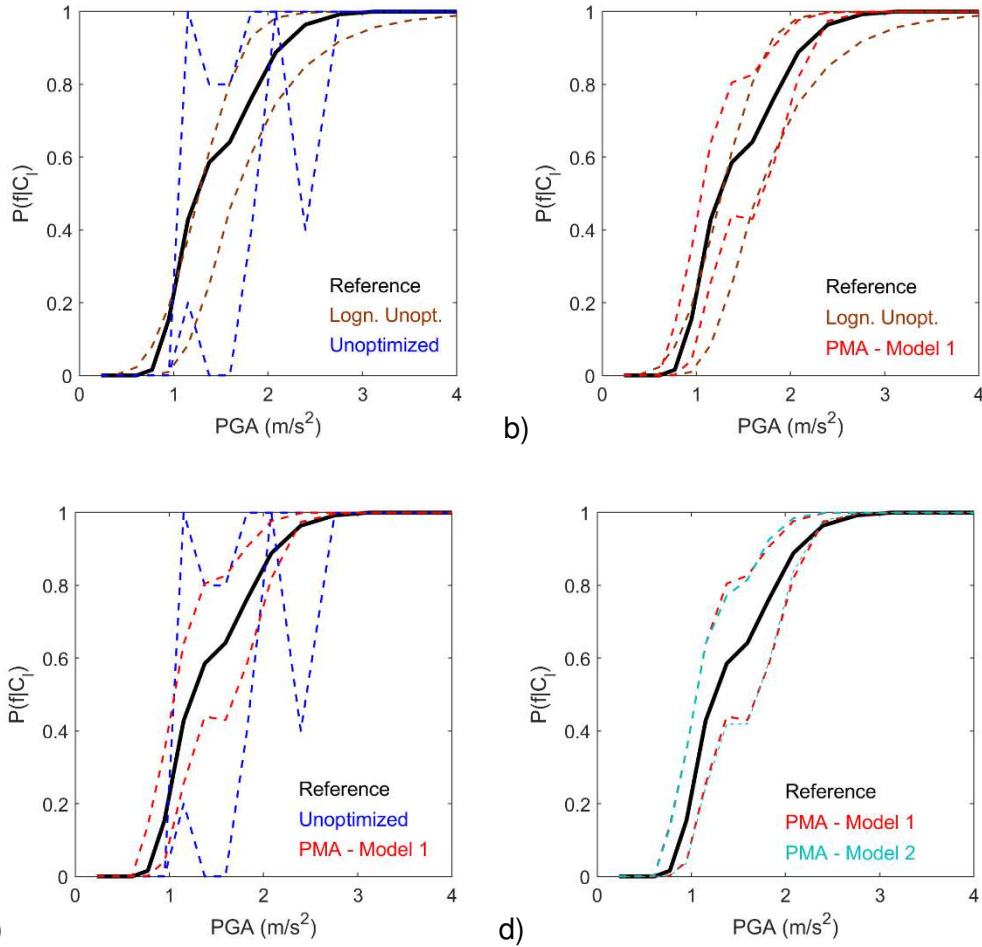 1
0.8
0.6
0.4
0.2
0
P(f|C_l)
0 1 2 3 4
PGA (m/s²)
Reference
Logn. Unopt.
Unoptimized
1
0.8
0.6
0.4
0.2
0
P(f|C_l)
0 1 2 3 4
PGA (m/s²)
Reference
Logn. Unopt.
PMA - Model 1
b)
1
0.8
0.6
0.4
0.2
0
P(f|C_l)
0 1 2 3 4
PGA (m/s²)
Reference
Unoptimized
PMA - Model 1
)
1
0.8
0.6
0.4
0.2
0
P(f|C_l)
0 1 2 3 4
PGA (m/s²)
Reference
PMA - Model 1
PMA - Model 2
d)